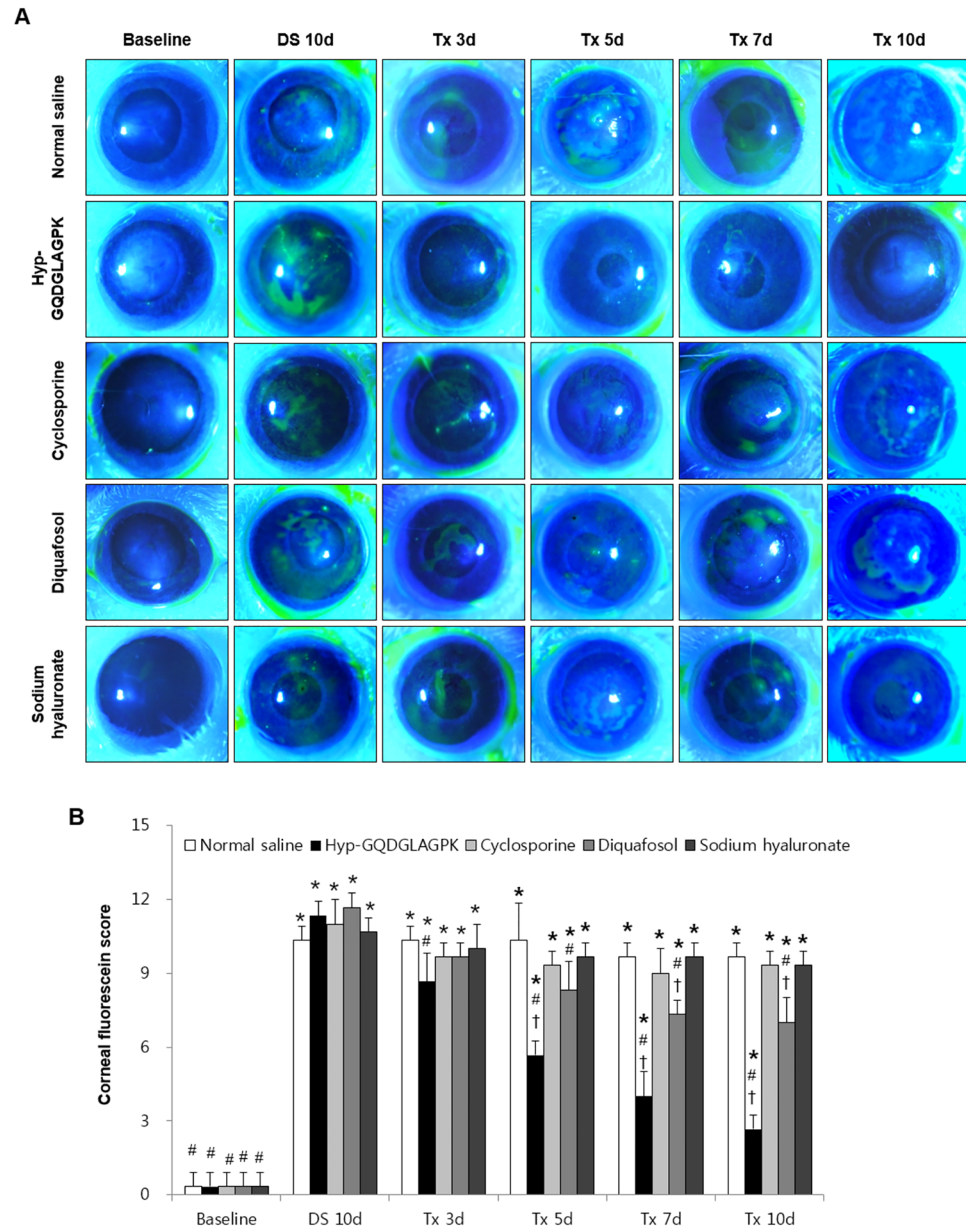 A
Baseline DS 10d Tx 3d Tx 5d Tx 7d Tx 10d
Normal saline
Hyp-
GQDGLAGPK
Cyclosporine
Diquafosol
Sodium
hyaluronate
B
Corneal fluorescein score
15
12
9
6
3
0
Normal saline Hyp-GQDGLAGPK Cyclosporine Diquafosol Sodium hyaluronate
# # # # #
* * * * *
* * # * * *
* * # † * * # *
* * # † * * # † *
* * # † * * # † *
Baseline DS 10d Tx 3d Tx 5d Tx 7d Tx 10d